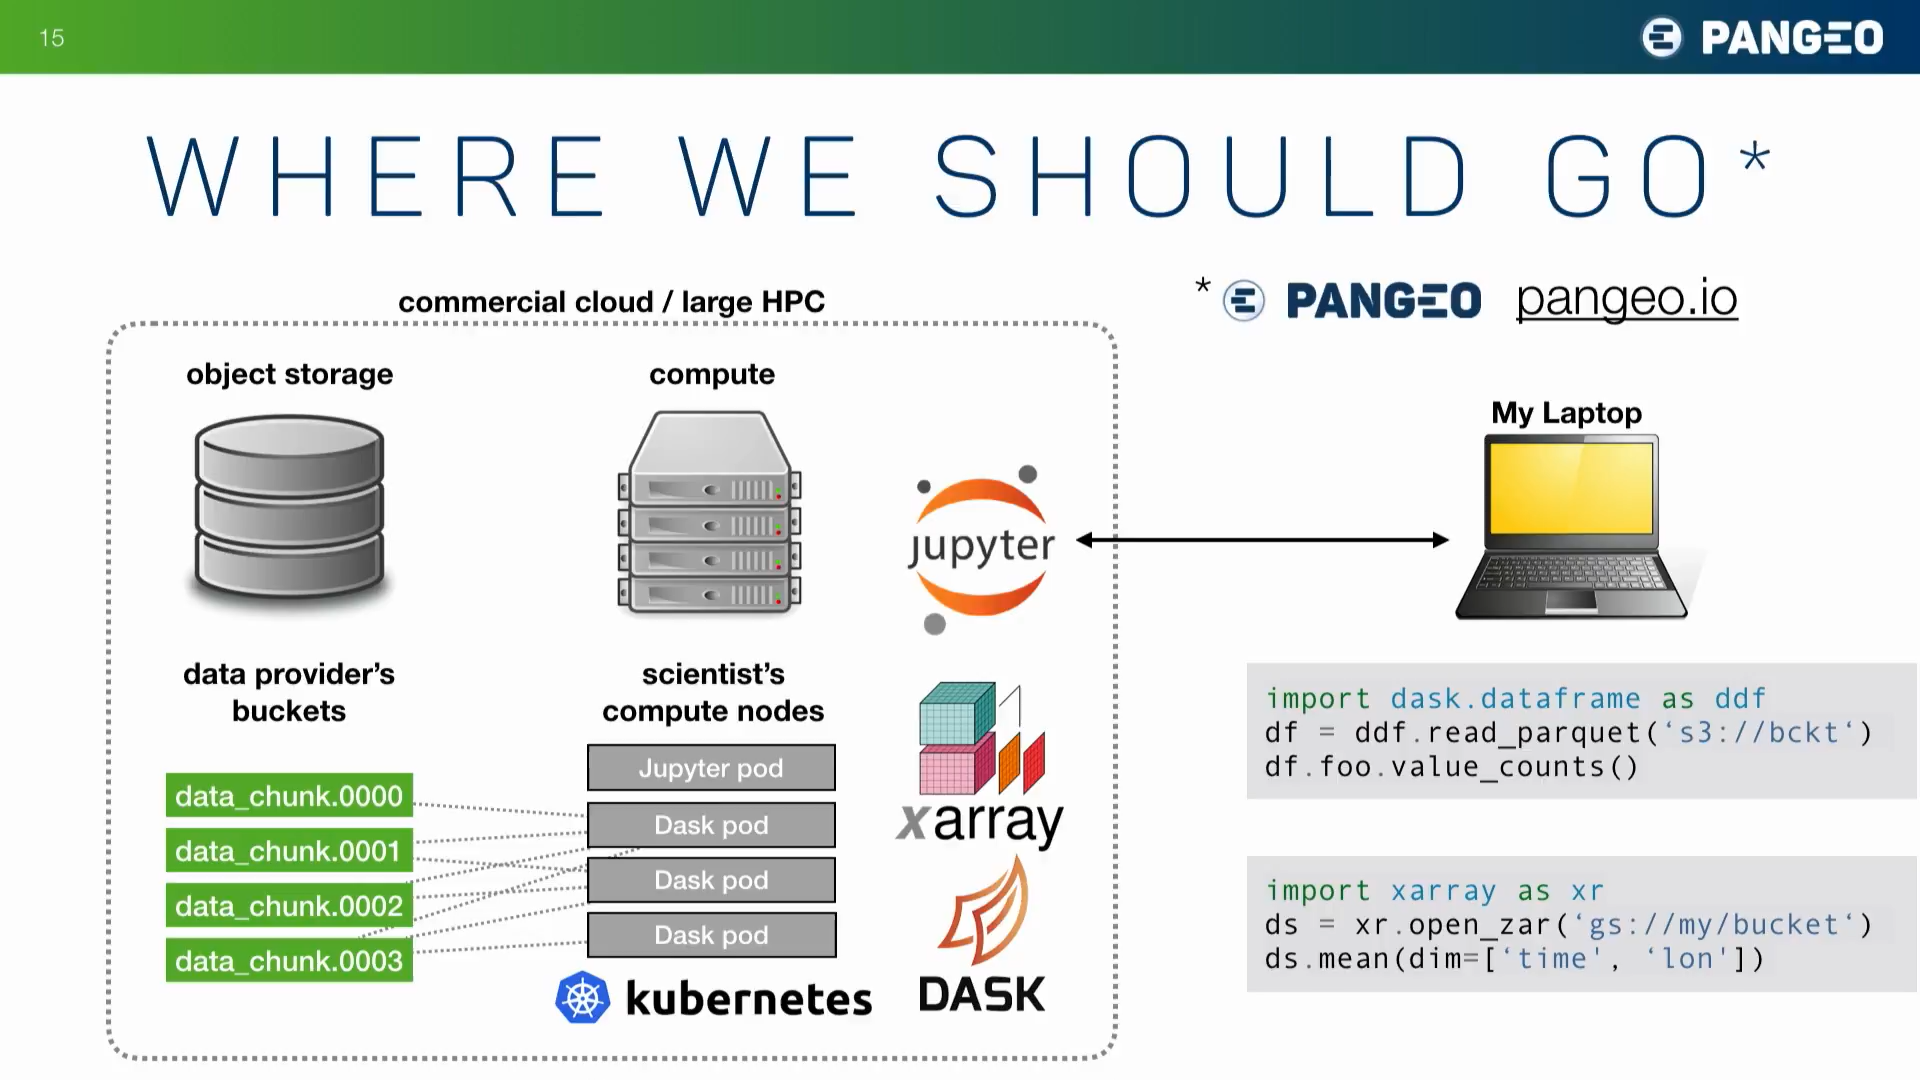 15
PANGEO
WHERE WE SHOULD GO*
* PANGEO pangeo.io
commercial cloud / large HPC
object storage
compute
jupyter
My Laptop
data provider’s
buckets
scientist’s
compute nodes
data_chunk.0000
data_chunk.0001
data_chunk.0002
data_chunk.0003
Jupyter pod
Dask pod
Dask pod
Dask pod
kubernetes
xarray
DASK
import dask.dataframe as ddf
df = ddf.read_parquet(‘s3://bckt‘)
df.foo.value_counts()
import xarray as xr
ds = xr.open_zar(‘gs://my/bucket‘)
ds.mean(dim=[‘time', ‘lon'])